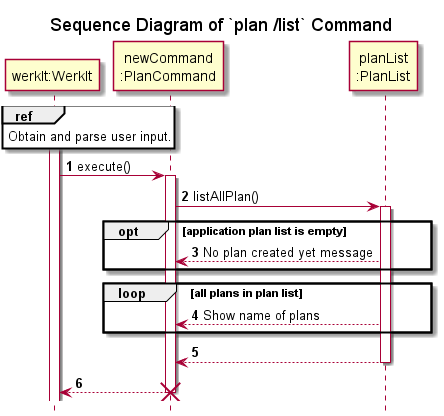 Sequence Diagram of `plan /list` Command
werkIt:WerkIt
newCommand
:PlanCommand
planList
:PlanList
ref
Obtain and parse user input.
1 execute()
2 listAllPlan()
opt [application plan list is empty]
3 No plan created yet message
loop [all plans in plan list]
4 Show name of plans
5
6